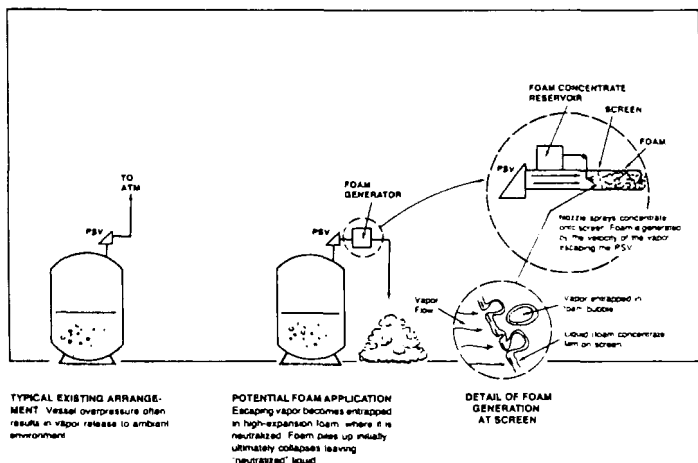 FOAM CONCENTRATE
RESERVOIR
SCREEN
FOAM
PSV
Nozzle sprays concentrate
onto screen. Foam is generated
by the velocity of the vapor
escaping the PSV
TO
ATM
PSV
FOAM
GENERATOR
PSV
Vapor
Flow
Vapor entrapped in
foam bubble
Liquid foam concentrate
film on screen
TYPICAL EXISTING ARRANGE-
MENT Vessel overpressure often
results in vapor release to ambient
environment
POTENTIAL FOAM APPLICATION
Escaping vapor becomes entrapped
in high-expansion foam, where it is
neutralized. Foam piles up initially
ultimately collapses leaving
"neutralized" liquid
DETAIL OF FOAM
GENERATION
AT SCREEN